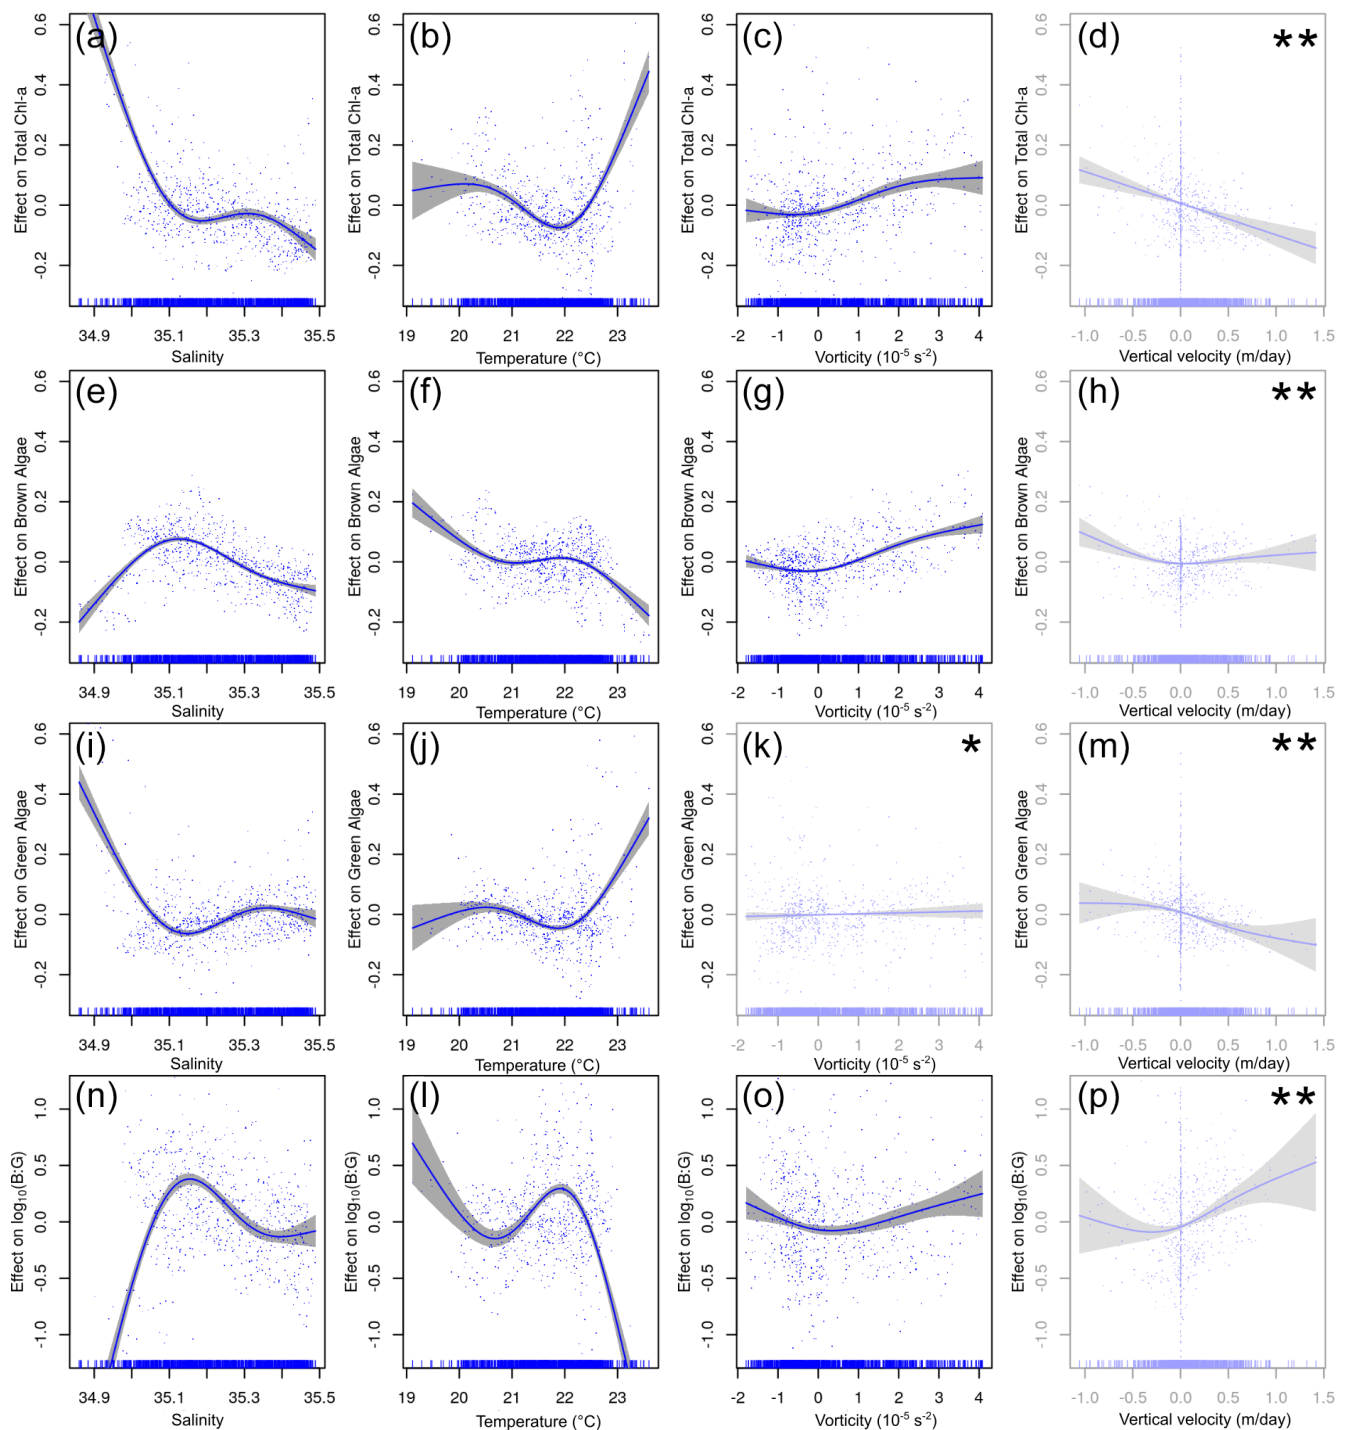 (a) (b) (c) (d) **
Effect on Total Chl-a Effect on Total Chl-a Effect on Total Chl-a Effect on Total Chl-a
0.6 0.6 0.6 0.6
0.4 0.4 0.4 0.4
0.2 0.2 0.2 0.2
0.0 0.0 0.0 0.0
-0.2 -0.2 -0.2 -0.2
34.9 35.1 35.3 35.5 19 20 21 22 23 -2 -1 0 1 2 3 4 -1.0 -0.5 0.0 0.5 1.0 1.5
Salinity Temperature (°C) Vorticity (10-5 s-2) Vertical velocity (m/day)
(e) (f) (g) (h) **
Effect on Brown Algae Effect on Brown Algae Effect on Brown Algae Effect on Brown Algae
0.6 0.6 0.6 0.6
0.4 0.4 0.4 0.4
0.2 0.2 0.2 0.2
0.0 0.0 0.0 0.0
-0.2 -0.2 -0.2 -0.2
34.9 35.1 35.3 35.5 19 20 21 22 23 -2 -1 0 1 2 3 4 -1.0 -0.5 0.0 0.5 1.0 1.5
Salinity Temperature (°C) Vorticity (10-5 s-2) Vertical velocity (m/day)
(i) (j) (k) * (m) **
Effect on Green Algae Effect on Green Algae Effect on Green Algae Effect on Green Algae
0.6 0.6 0.6 0.6
0.4 0.4 0.4 0.4
0.2 0.2 0.2 0.2
0.0 0.0 0.0 0.0
-0.2 -0.2 -0.2 -0.2
34.9 35.1 35.3 35.5 19 20 21 22 23 -2 -1 0 1 2 3 4 -1.0 -0.5 0.0 0.5 1.0 1.5
Salinity Temperature (°C) Vorticity (10-5 s-2) Vertical velocity (m/day)
(n) (l) (o) (p) **
Effect on log10(B:G) Effect on log10(B:G) Effect on log10(B:G) Effect on log10(B:G)
1.0 1.0 1.0 1.0
0.5 0.5 0.5 0.5
0.0 0.0 0.0 0.0
-0.5 -0.5 -0.5 -0.5
-1.0 -1.0 -1.0 -1.0
34.9 35.1 35.3 35.5 19 20 21 22 23 -2 -1 0 1 2 3 4 -1.0 -0.5 0.0 0.5 1.0 1.5
Salinity Temperature (°C) Vorticity (10-5 s-2) Vertical velocity (m/day)